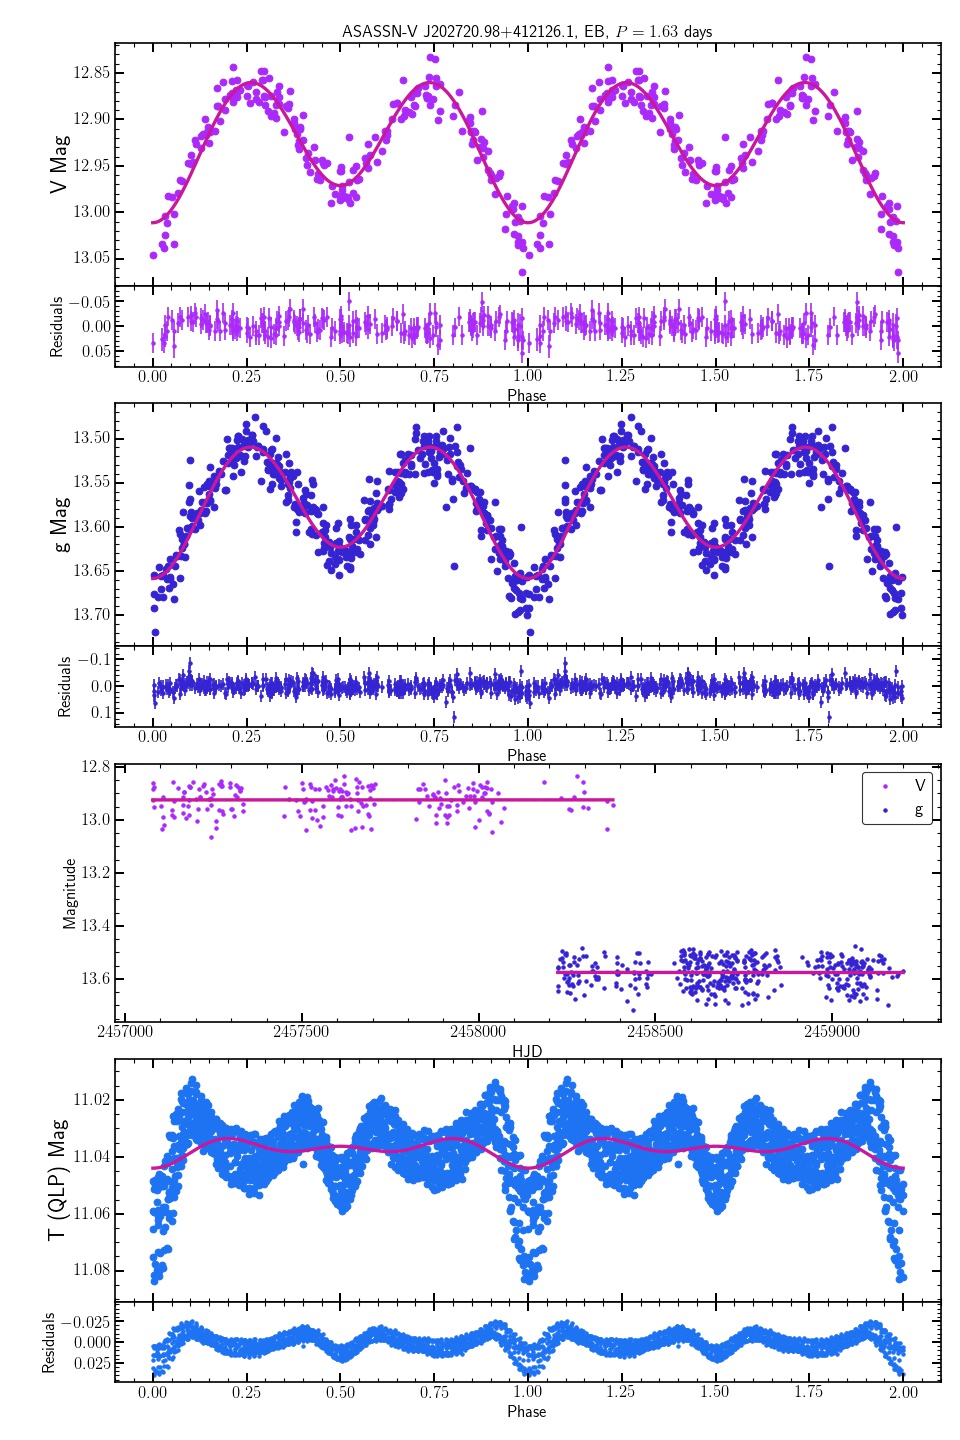 ASASSN-V J202720.98+412126.1, EB, P = 1.63 days
12.85
12.90
12.95
13.00
13.05
V Mag
−0.05
0.00
0.05
Residuals
0.00 0.25 0.50 0.75 1.00 1.25 1.50 1.75 2.00
Phase
13.50
13.55
13.60
13.65
13.70
g Mag
−0.1
0.0
0.1
Residuals
0.00 0.25 0.50 0.75 1.00 1.25 1.50 1.75 2.00
Phase
12.8
13.0
13.2
13.4
13.6
Magnitude
V
g
2457000 2457500 2458000 2458500 2459000
HJD
11.02
11.04
11.06
11.08
T (QLP) Mag
−0.025
0.000
0.025
Residuals
0.00 0.25 0.50 0.75 1.00 1.25 1.50 1.75 2.00
Phase